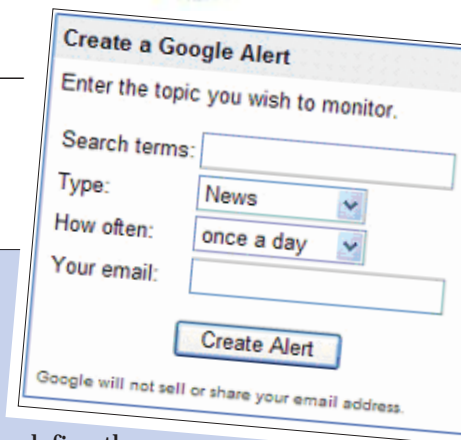 Create a Google Alert
Enter the topic you wish to monitor.
Search terms:
Type: News
How often: once a day
Your email:
Create Alert
Google will not sell or share your email address.